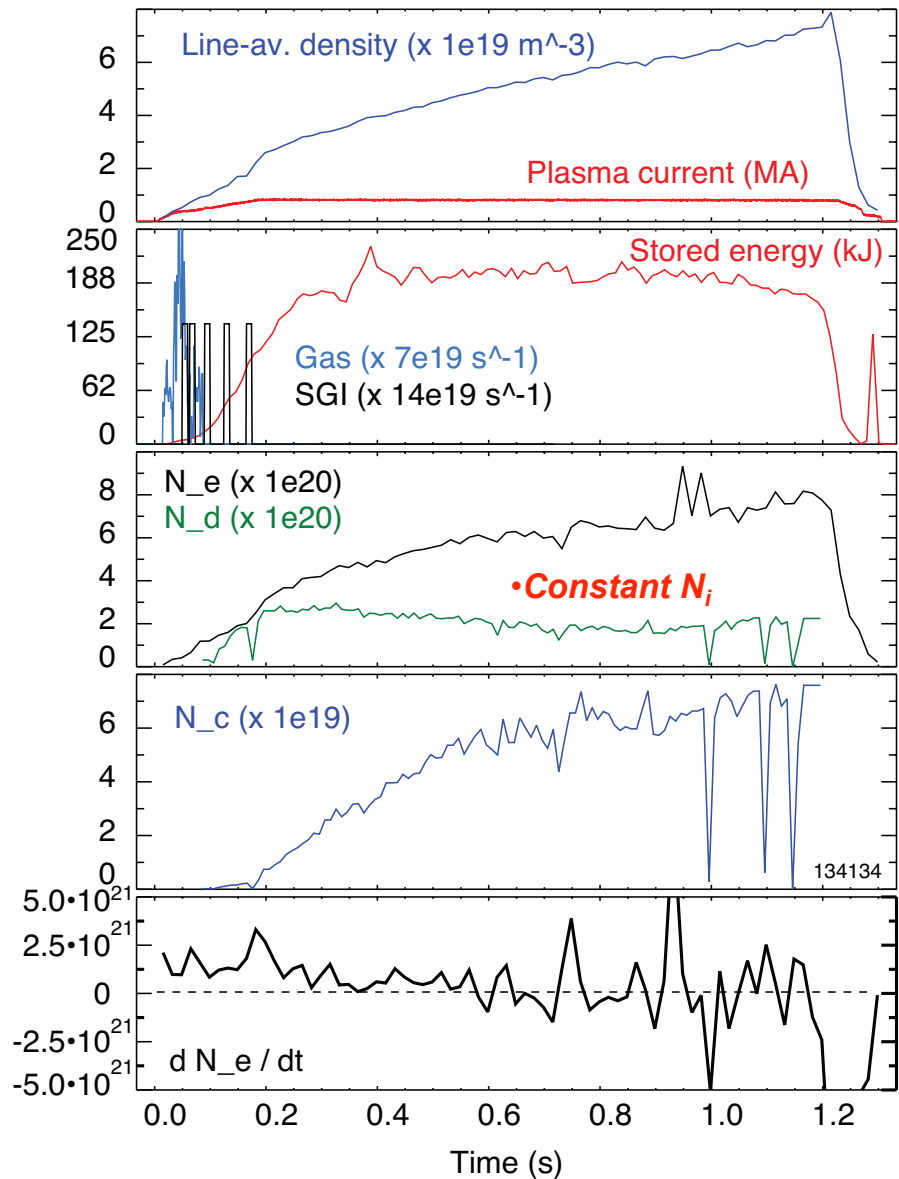 Line-av. density (x 1e19 m^-3)
Plasma current (MA)
6
4
2
0
Stored energy (kJ)
Gas (x 7e19 s^-1)
SGI (x 14e19 s^-1)
250
188
125
62
0
N_e (x 1e20)
N_d (x 1e20)
•Constant N_i
8
6
4
2
0
N_c (x 1e19)
6
4
2
0
134134
5.0•10^21
2.5•10^21
0
-2.5•10^21
-5.0•10^21
d N_e / dt
0.0 0.2 0.4 0.6 0.8 1.0 1.2
Time (s)